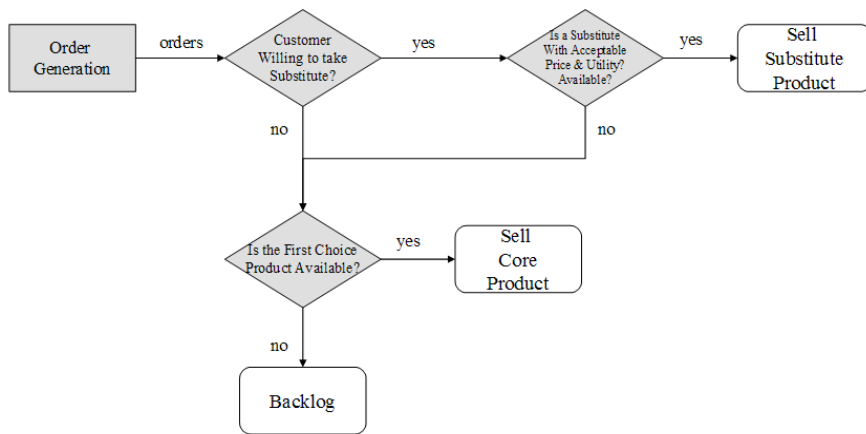 Order
Generation
orders
Customer
Willing to take
Substitute?
yes
Is a Substitute
With Acceptable
Price & Utility?
Available?
yes
Sell
Substitute
Product
no
no
Is the First Choice
Product Available?
yes
Sell
Core
Product
no
Backlog